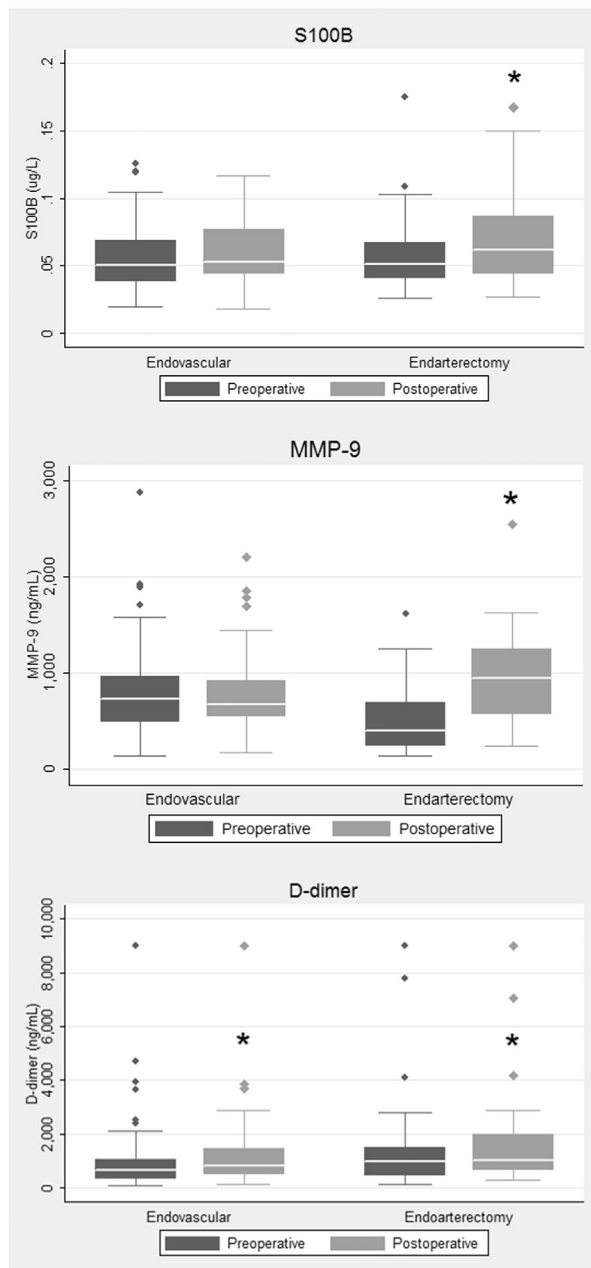 S100B
S100B (ug/L)
.2
.15
.1
.05
0
*
Endovascular Endarterectomy
Preoperative Postoperative
MMP-9
MMP-9 (ng/mL)
3,000
2,000
1,000
0
*
Endovascular Endarterectomy
Preoperative Postoperative
D-dimer
D-dimer (ng/mL)
10,000
8,000
6,000
4,000
2,000
0
* *
Endovascular Endoarterectomy
Preoperative Postoperative